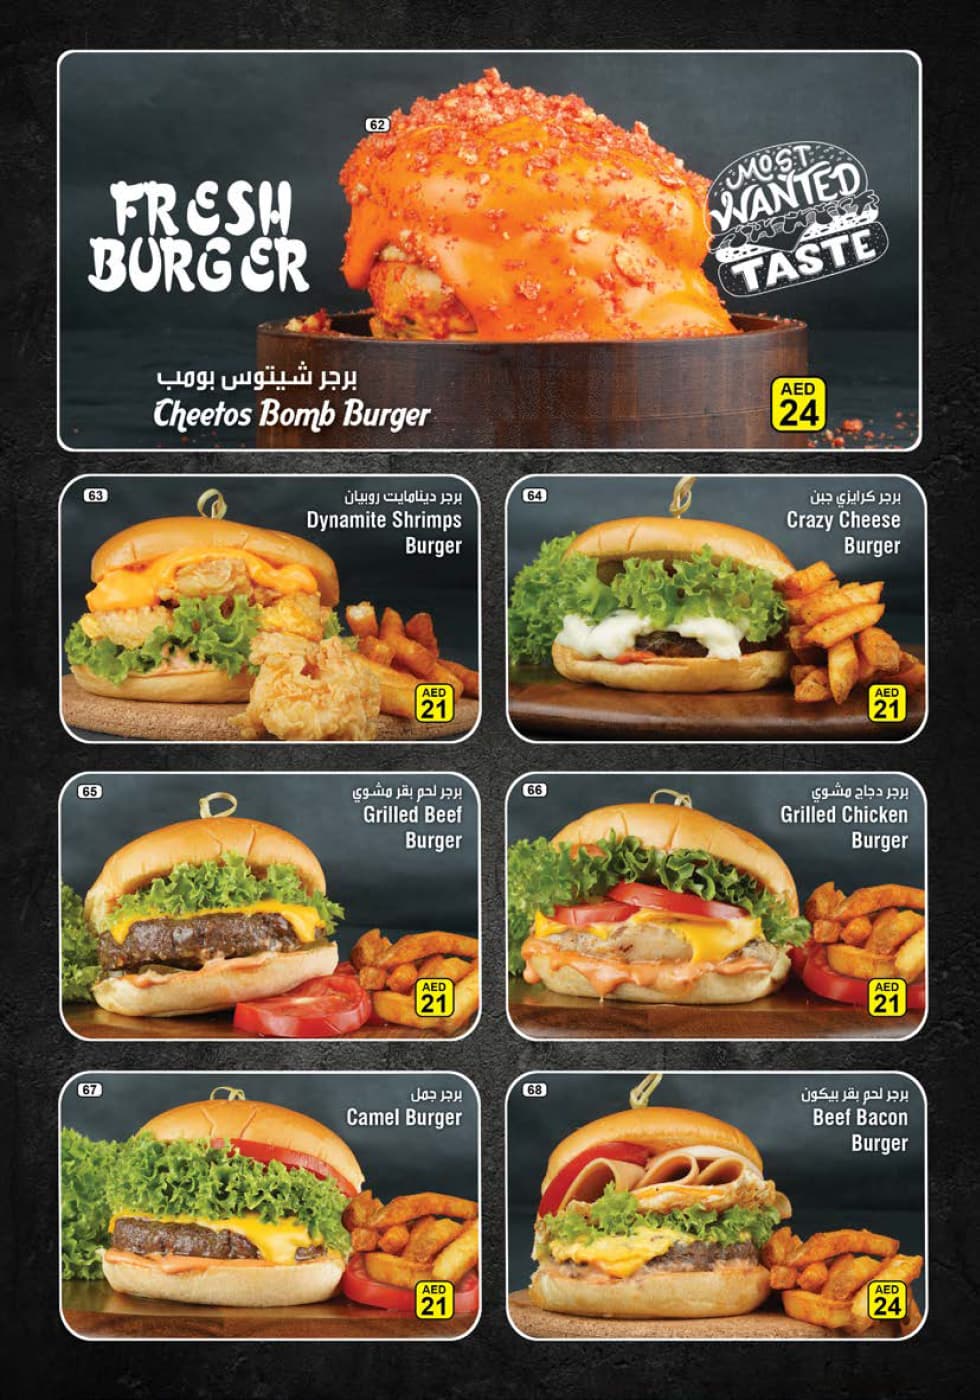 62
FRESH
BURGER
MOST
WANTED
TASTE
برجر شيتوس بومب
Cheetos Bomb Burger
AED
24
63
برجر دينامايت روبيان
Dynamite Shrimps
Burger
AED
21
64
برجر كرايزي جبن
Crazy Cheese
Burger
AED
21
65
برجر لحم بقر مشوي
Grilled Beef
Burger
AED
21
66
برجر دجاج مشوي
Grilled Chicken
Burger
AED
21
67
برجر جمل
Camel Burger
AED
21
68
برجر لحم بقر بيكون
Beef Bacon
Burger
AED
24